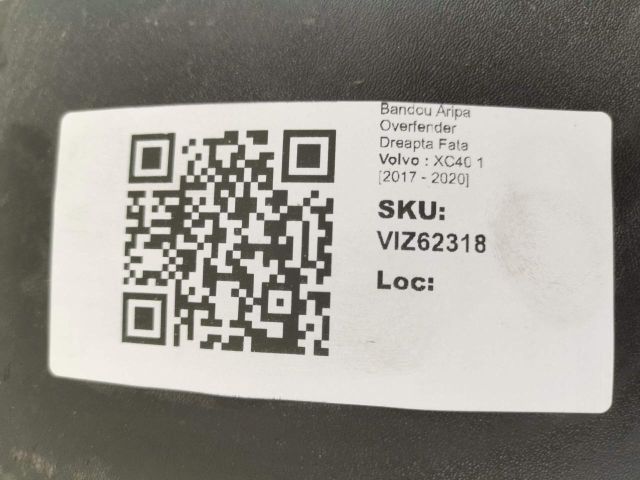 Bandou Aripa
Overfender
Dreapta Fata
Volvo : XC40 1
[2017 - 2020]
SKU:
VIZ62318
Loc: